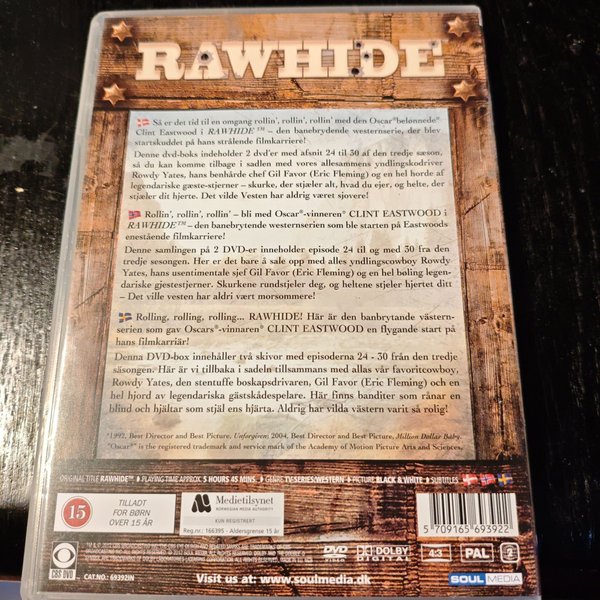 RAWHIDE
Så er det tid til en omgang rollin', rollin', rollin' med den Oscar®belønnede*
Clint Eastwood i RAWHIDE™ – den banebrydende westernserie, der blev
startskuddet på hans strålende filmkarriere!
Denne dvd-boks indeholder 2 dvd'er med afsnit 24 til 30 af den tredje sæson,
så du kan komme tilbage i sadlen med vores allesammens yndlingskodriver
Rowdy Yates, hans benhårde chef Gil Favor (Eric Fleming) og en hel horde af
legendariske gæste-stjerner – skurke, der stjæler alt, hvad du ejer, og helte, der
stjæler dit hjerte. Det vilde Vesten har aldrig været sjovere!
Rollin', rollin', rollin' – bli med Oscar®-vinneren* CLINT EASTWOOD i
RAWHIDE™ – den banebrytende westernserien som ble starten på Eastwoods
enestående filmkarriere!
Denne samlingen på 2 DVD-er inneholder episode 24 til og med 30 fra den
tredje sesongen. Her er det bare å sale opp med alles yndlingscowboy Rowdy
Yates, hans usentimentale sjef Gil Favor (Eric Fleming) og en hel bøling legen-
dariske gjestestjerner. Skurkene rundstjeler deg, og heltene stjeler hjertet ditt
– Det ville vesten har aldri vært morsommere!
Rolling, rolling, rolling... RAWHIDE! Här är den banbrytande västern-
serien som gav Oscars®-vinnaren* CLINT EASTWOOD en flygande start på
hans filmkarriär!
Denna DVD-box innehåller två skivor med episoderna 24 - 30 från den tredje
säsongen. Här är vi tillbaka i sadeln tillsammans med allas vår favoritcowboy,
Rowdy Yates, den stentuffe boskapsdrivaren, Gil Favor (Eric Fleming) och en
hel hjord av legendariska gästskådespelare. Här finns banditer som rånar en
blind och hjältar som stjäl ens hjärta. Aldrig har vilda västern varit så rolig!
*1992, Best Director and Best Picture, Unforgiven; 2004, Best Director and Best Picture, Million Dollar Baby.
"Oscar®" is the registered trademark and service mark of the Academy of Motion Picture Arts and Sciences.
ORIGINAL TITLE RAWHIDE™ PLAYING TIME APPROX. 5 HOURS 45 MINS. GENRE TV-SERIES/WESTERN PICTURE BLACK & WHITE SUBTITLES
15
TILLADT
FOR BØRN
OVER 15 ÅR
M
Medietilsynet
NORWEGIAN MEDIA AUTHORITY
KUN REGISTRERT
Reg.nr.: 166395 - Aldersgrense 15 år
5 709165 693922
CBS DVD
CAT.NO.: 69392IN
Visit us at: www.soulmedia.dk
DVD VIDEO
DOLBY DIGITAL
4:3
PAL
2
SOUL MEDIA